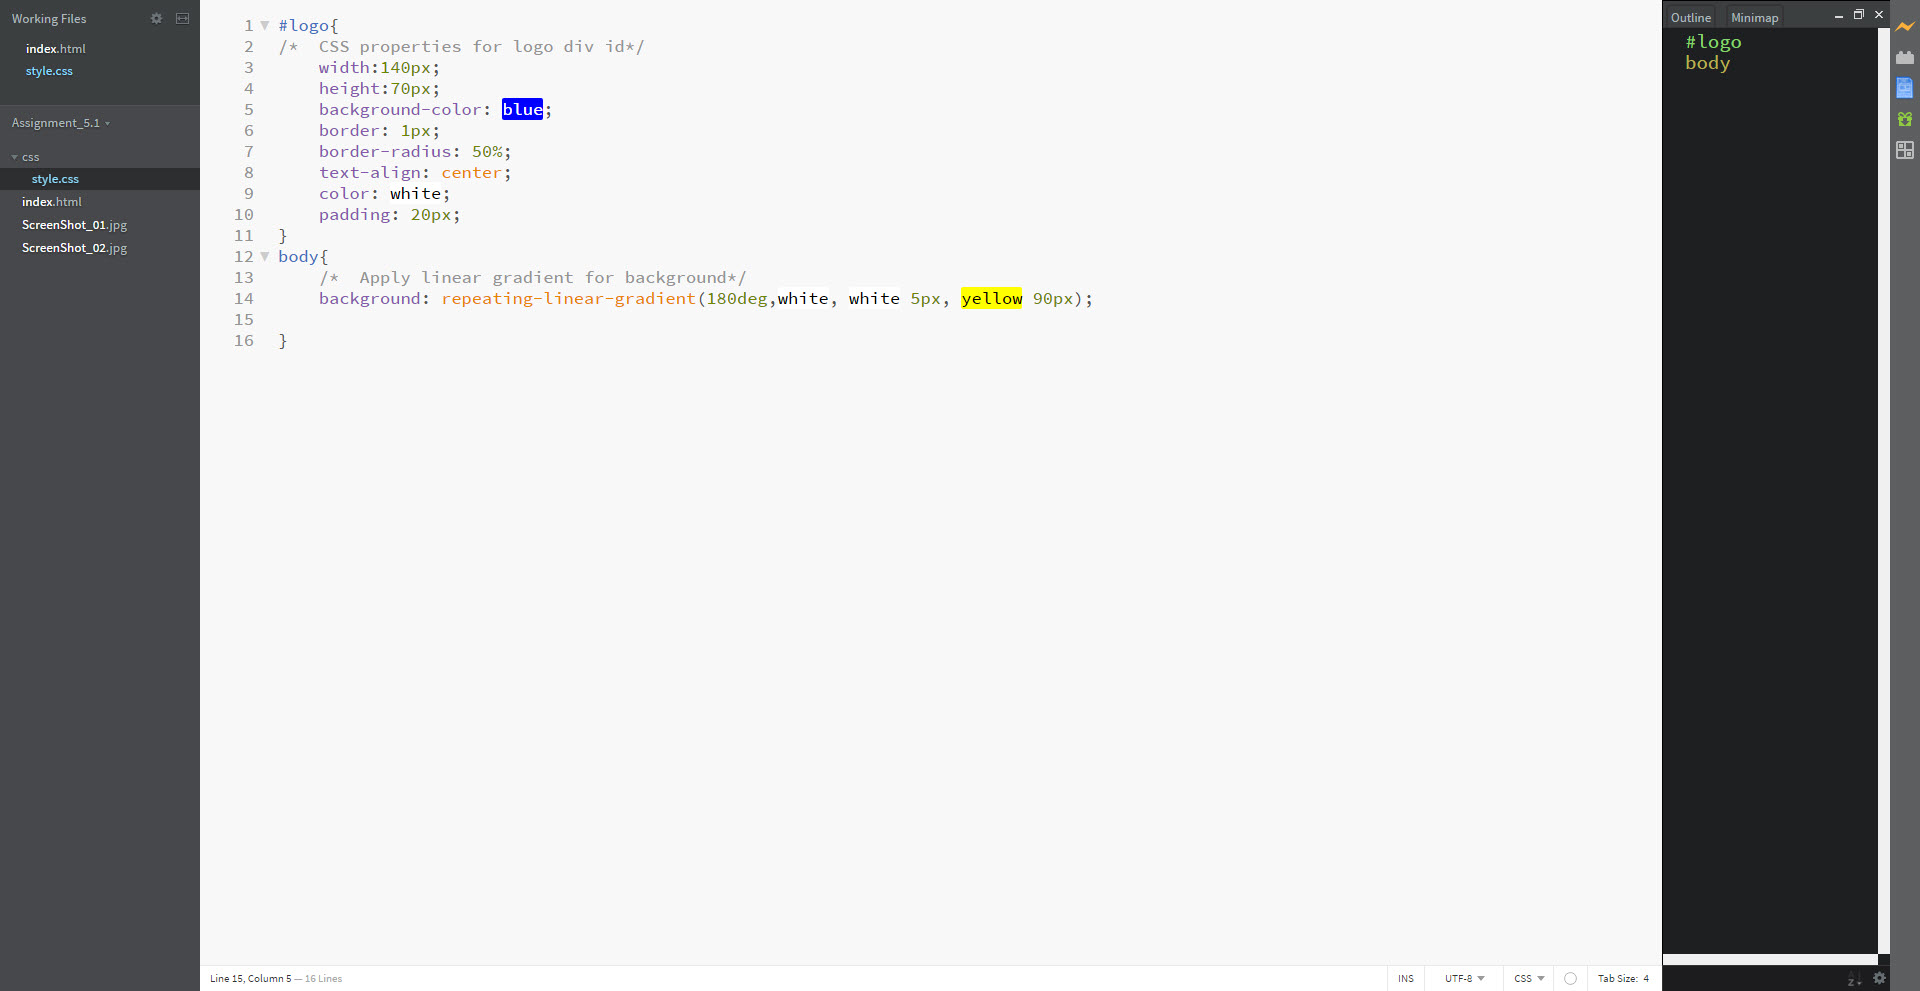 Working Files
index.html
style.css
Assignment_5.1
css
style.css
index.html
ScreenShot_01.jpg
ScreenShot_02.jpg
1 #logo{
2 /*  CSS properties for logo div id*/
3     width:140px;
4     height:70px;
5     background-color: blue;
6     border: 1px;
7     border-radius: 50%;
8     text-align: center;
9     color: white;
10     padding: 20px;
11 }
12 body{
13     /*  Apply linear gradient for background*/
14     background: repeating-linear-gradient(180deg,white, white 5px, yellow 90px);
15
16 }
Line 15, Column 5 — 16 Lines
INS UTF-8 CSS Tab Size: 4
Outline Minimap
#logo
body